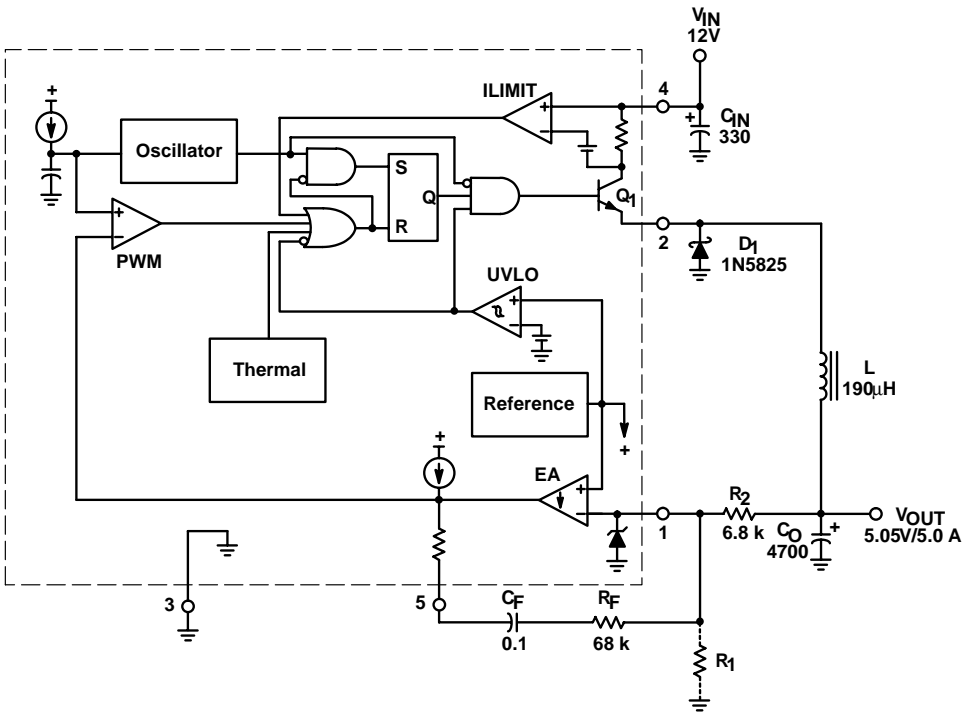 VIN
12V
ILIMIT
4
+
+
+
CIN
330
Oscillator
S
Q
R
Q1
+
PWM
2
D1
1N5825
UVLO
+
Thermal
L
190µH
Reference
+
+
EA
+
1
R2
6.8 k
CO
4700
+
VOUT
5.05V/5.0 A
3
5
CF
0.1
RF
68 k
R1